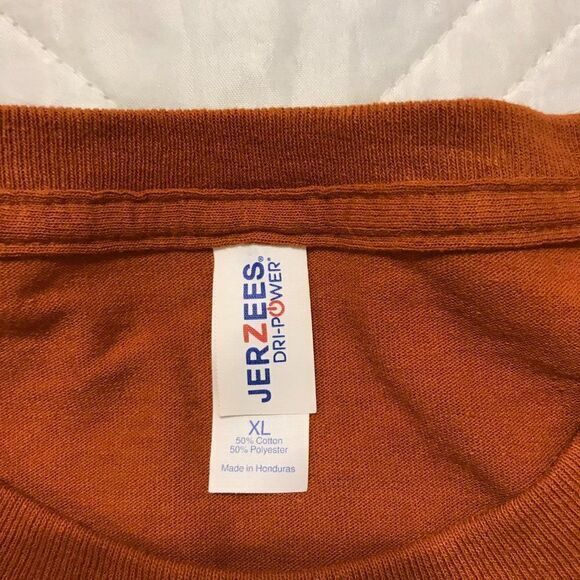 JERZEES®
DRI-POWER®
XL
50% Cotton
50% Polyester
Made in Honduras